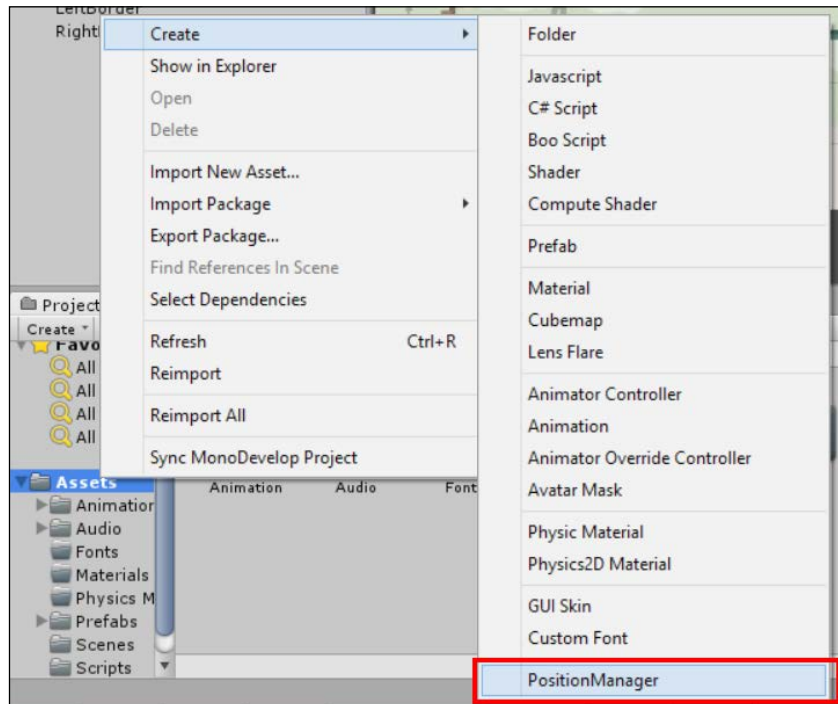 LeftBorder
Right
Create
Show in Explorer
Open
Delete
Import New Asset...
Import Package
Export Package...
Find References In Scene
Select Dependencies
Refresh Ctrl+R
Reimport
Reimport All
Sync MonoDevelop Project
Folder
Javascript
C# Script
Boo Script
Shader
Compute Shader
Prefab
Material
Cubemap
Lens Flare
Animator Controller
Animation
Animator Override Controller
Avatar Mask
Physic Material
Physics2D Material
GUI Skin
Custom Font
PositionManager
Project
Create
Favo
All
All
All
All
Assets
Animation
Audio
Fonts
Materials
Physics M
Prefabs
Scenes
Scripts
Animation Audio Font